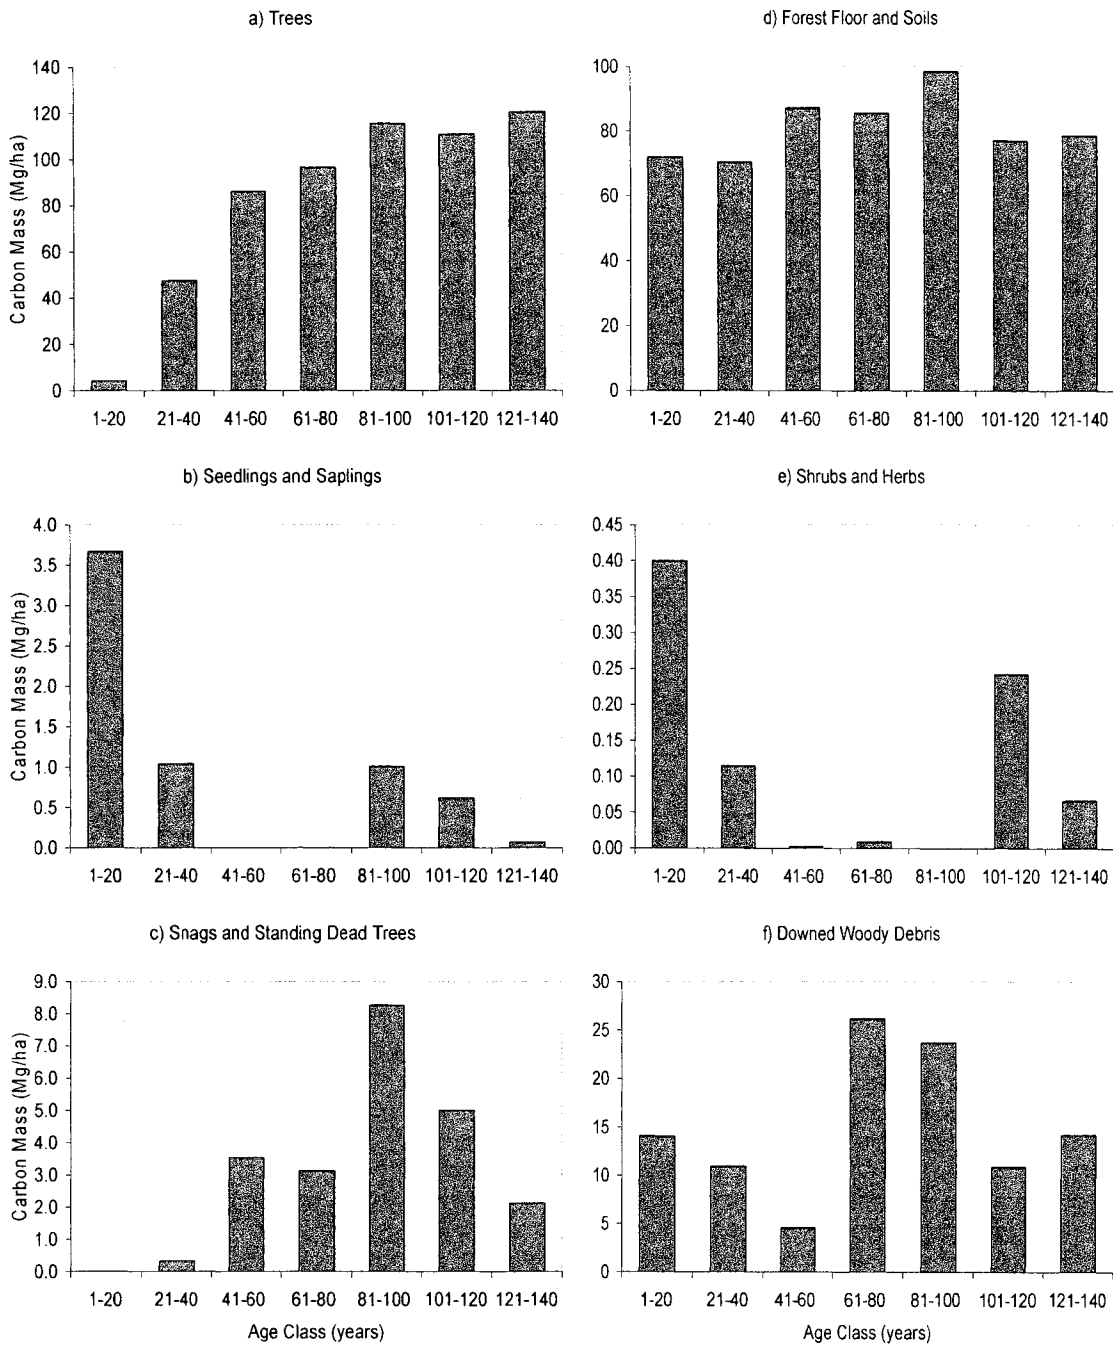 a) Trees
Carbon Mass (Mg/ha)
140
120
100
80
60
40
20
0
1-20 21-40 41-60 61-80 81-100 101-120 121-140
d) Forest Floor and Soils
100
80
60
40
20
0
1-20 21-40 41-60 61-80 81-100 101-120 121-140
b) Seedlings and Saplings
Carbon Mass (Mg/ha)
4.0
3.5
3.0
2.5
2.0
1.5
1.0
0.5
0.0
1-20 21-40 41-60 61-80 81-100 101-120 121-140
e) Shrubs and Herbs
0.45
0.40
0.35
0.30
0.25
0.20
0.15
0.10
0.05
0.00
1-20 21-40 41-60 61-80 81-100 101-120 121-140
c) Snags and Standing Dead Trees
Carbon Mass (Mg/ha)
9.0
8.0
7.0
6.0
5.0
4.0
3.0
2.0
1.0
0.0
1-20 21-40 41-60 61-80 81-100 101-120 121-140
Age Class (years)
f) Downed Woody Debris
30
25
20
15
10
5
0
1-20 21-40 41-60 61-80 81-100 101-120 121-140
Age Class (years)